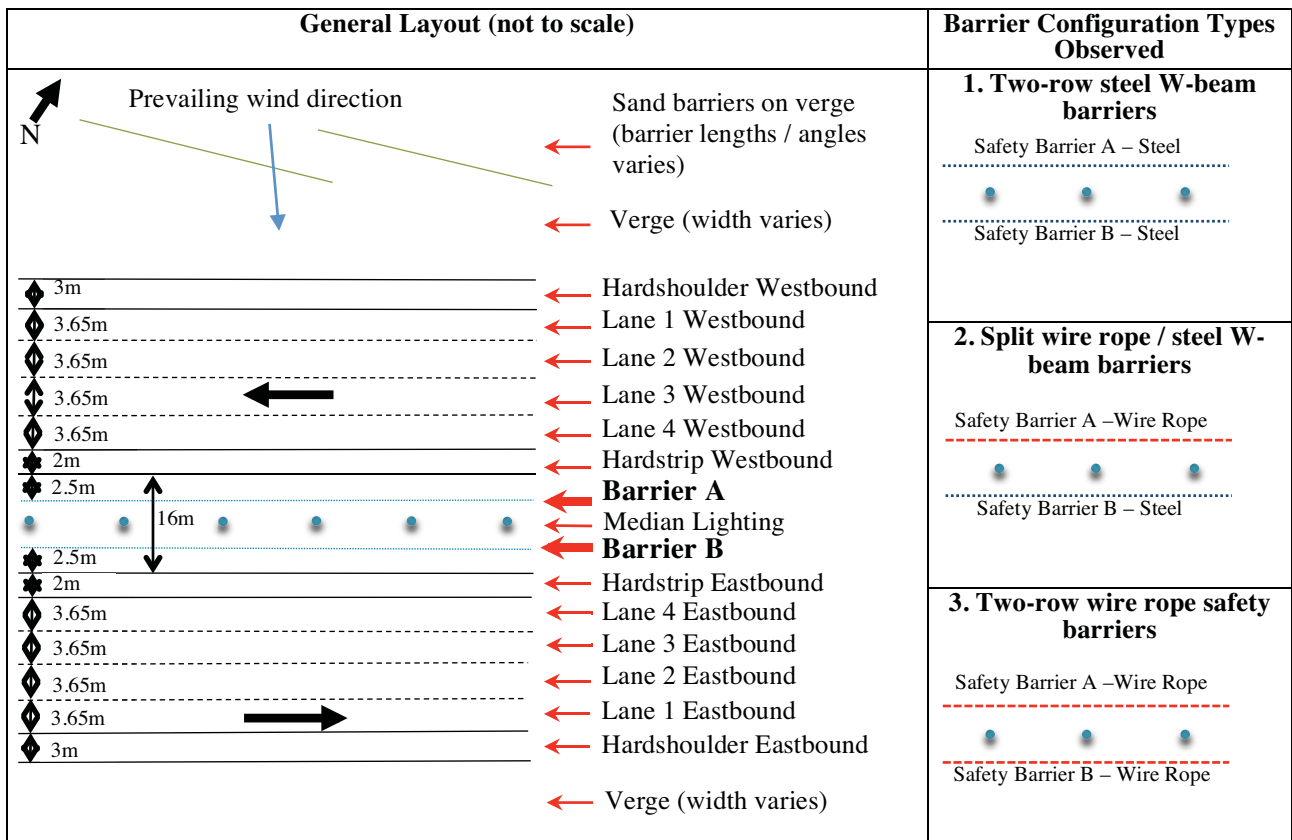 General Layout (not to scale)
Barrier Configuration Types
Observed
N
Prevailing wind direction
Sand barriers on verge
(barrier lengths / angles
varies)
Verge (width varies)
3m
Hardshoulder Westbound
3.65m
Lane 1 Westbound
3.65m
Lane 2 Westbound
3.65m
Lane 3 Westbound
3.65m
Lane 4 Westbound
2m
Hardstrip Westbound
2.5m
Barrier A
16m
Median Lighting
Barrier B
2.5m
2m
Hardstrip Eastbound
3.65m
Lane 4 Eastbound
3.65m
Lane 3 Eastbound
3.65m
Lane 2 Eastbound
3.65m
Lane 1 Eastbound
3m
Hardshoulder Eastbound
Verge (width varies)
1. Two-row steel W-beam
barriers
Safety Barrier A – Steel
Safety Barrier B – Steel
2. Split wire rope / steel W-
beam barriers
Safety Barrier A –Wire Rope
Safety Barrier B – Steel
3. Two-row wire rope safety
barriers
Safety Barrier A –Wire Rope
Safety Barrier B – Wire Rope